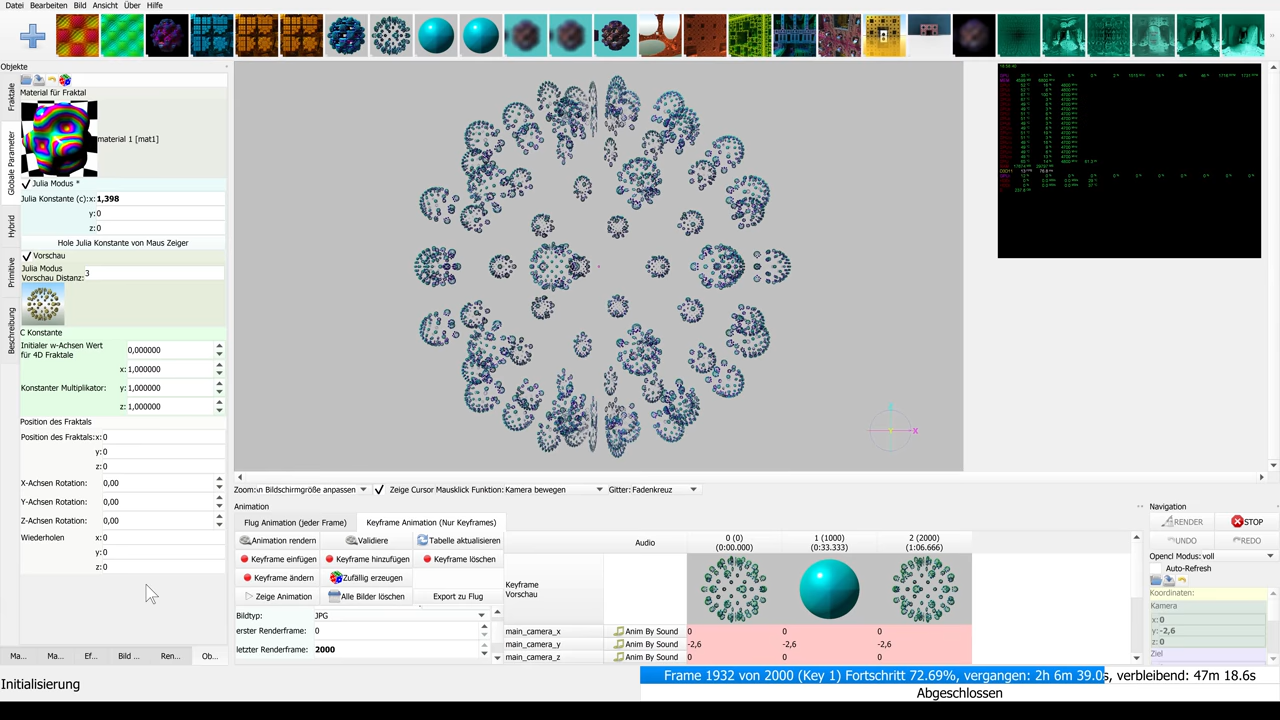 Datei Bearbeiten Bild Ansicht Über Hilfe
Objekte
Fraktale
Globale Parameter
Hybrid
Primitive
Beschreibung
Material für Fraktal
material 1 [mat1]
Julia Modus *
Julia Konstante (c):x: 1,398
y: 0
z: 0
Hole Julia Konstante von Maus Zeiger
Vorschau
Julia Modus
Vorschau Distanz: 3
C Konstante
Initialer w-Achsen Wert
für 4D Fraktale
0,000000
x: 1,000000
Konstanter Multiplikator: y: 1,000000
z: 1,000000
Position des Fraktals
Position des Fraktals:x: 0
y: 0
z: 0
X-Achsen Rotation: 0,00
Y-Achsen Rotation: 0,00
Z-Achsen Rotation: 0,00
Wiederholen x: 0
y: 0
z: 0
Ma... Ma... Ef... Bild ... Ren... Ob...
x
Zoom:n Bildschirmgröße anpassen Zeige Cursor Mausklick Funktion: Kamera bewegen Gitter: Fadenkreuz
Animation
Flug Animation (jeder Frame) Keyframe Animation (Nur Keyframes)
Animation rendern Validiere Tabelle aktualisieren
Keyframe einfügen Keyframe hinzufügen Keyframe löschen
Keyframe ändern Zufällig erzeugen
Zeige Animation Alle Bilder löschen Export zu Flug
Bildtyp: JPG
erster Renderframe: 0
letzter Renderframe: 2000
Audio 0 (0) 1 (1000) 2 (2000)
(0:00.000) (0:33.333) (1:06.666)
Keyframe
Vorschau
main_camera_x Anim By Sound 0 0 0
main_camera_y Anim By Sound -2,6 -2,6 -2,6
main_camera_z Anim By Sound 0 0 0
Navigation
RENDER STOP
UNDO REDO
Opencl Modus: voll
Auto-Refresh
Koordinaten:
Kamera
x: 0
y: -2,6
z: 0
Ziel
Initialisierung
Frame 1932 von 2000 (Key 1) Fortschritt 72.69%, vergangen: 2h 6m 39.0s, verbleibend: 47m 18.6s
Abgeschlossen